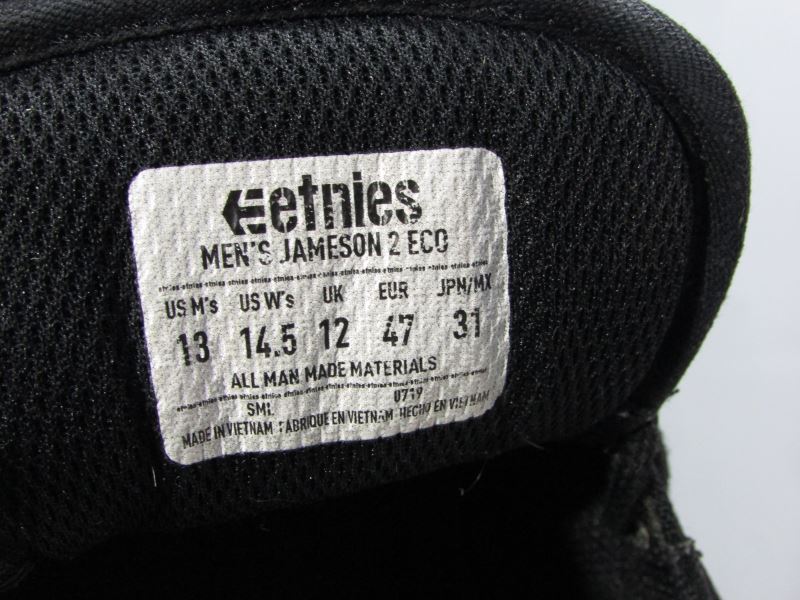 etnies
MEN'S JAMESON 2 ECO
US M's US W's UK EUR JPN/MX
13 14.5 12 47 31
ALL MAN MADE MATERIALS
SML 0719
MADE IN VIETNAM FABRIQUE EN VIETNAM HECHO EN VIETNAM